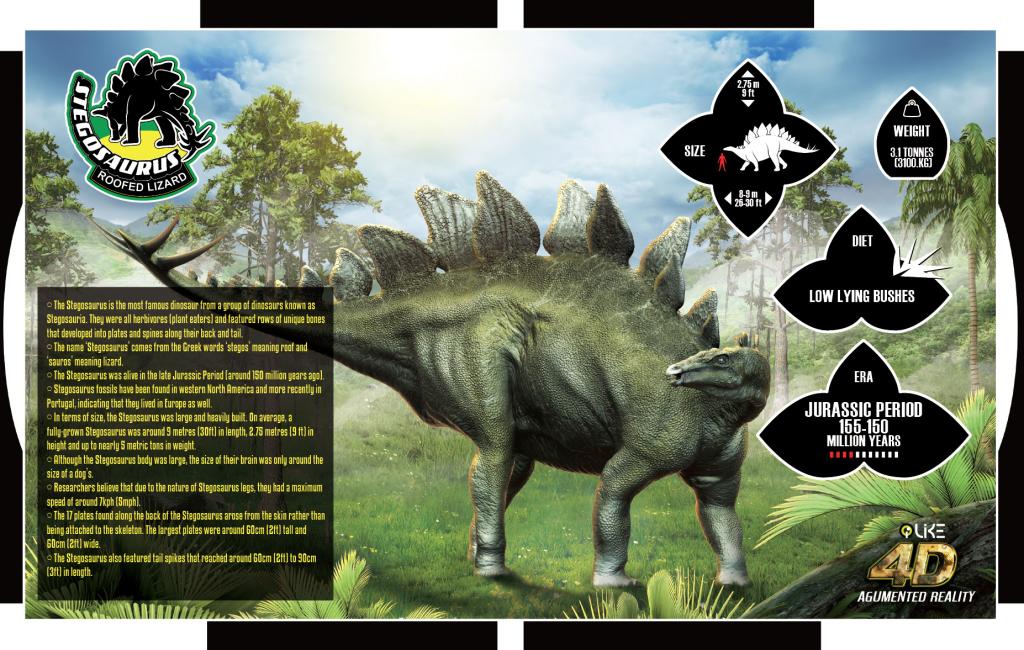 STEGOSAURUS
ROOFED LIZARD
2.75 m
9 ft
SIZE
8-9 m
26-30 ft
WEIGHT
3.1 TONNES
(3100.KG)
DIET
LOW LYING BUSHES
ERA
JURASSIC PERIOD
155-150
MILLION YEARS
○ The Stegosaurus is the most famous dinosaur from a group of dinosaurs known as
Stegosauria. They were all herbivores (plant eaters) and featured rows of unique bones
that developed into plates and spines along their back and tail.
○ The name 'Stegosaurus' comes from the Greek words 'stegos' meaning roof and
'sauros' meaning lizard.
○ The Stegosaurus was alive in the late Jurassic Period (around 150 million years ago).
○ Stegosaurus fossils have been found in western North America and more recently in
Portugal, indicating that they lived in Europe as well.
○ In terms of size, the Stegosaurus was large and heavily built. On average, a
fully-grown Stegosaurus was around 9 metres (30ft) in length, 2.75 metres (9 ft) in
height and up to nearly 5 metric tons in weight.
○ Although the Stegosaurus body was large, the size of their brain was only around the
size of a dog's.
○ Researchers believe that due to the nature of Stegosaurus legs, they had a maximum
speed of around 7kph (5mph).
○ The 17 plates found along the back of the Stegosaurus arose from the skin rather than
being attached to the skeleton. The largest plates were around 60cm (2ft) tall and
60cm (2ft) wide.
○ The Stegosaurus also featured tail spikes that reached around 60cm (2ft) to 90cm
(3ft) in length.
LIKE
4D
AGUMENTED REALITY